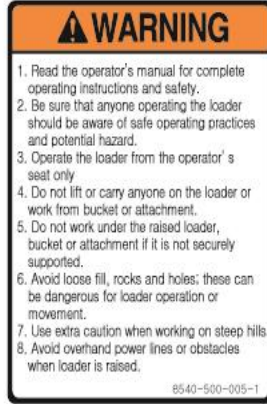 WARNING
1. Read the operator's manual for complete
operating instructions and safety.
2. Be sure that anyone operating the loader
should be aware of safe operating practices
and potential hazard.
3. Operate the loader from the operator' s
seat only
4. Do not lift or carry anyone on the loader or
work from bucket or attachment.
5. Do not work under the raised loader,
bucket or attachment if it is not securely
supported.
6. Avoid loose fill, rocks and holes; these can
be dangerous for loader operation or
movement.
7. Use extra caution when working on steep hills
8. Avoid overhand power lines or obstacles
when loader is raised.
8540-500-005-1